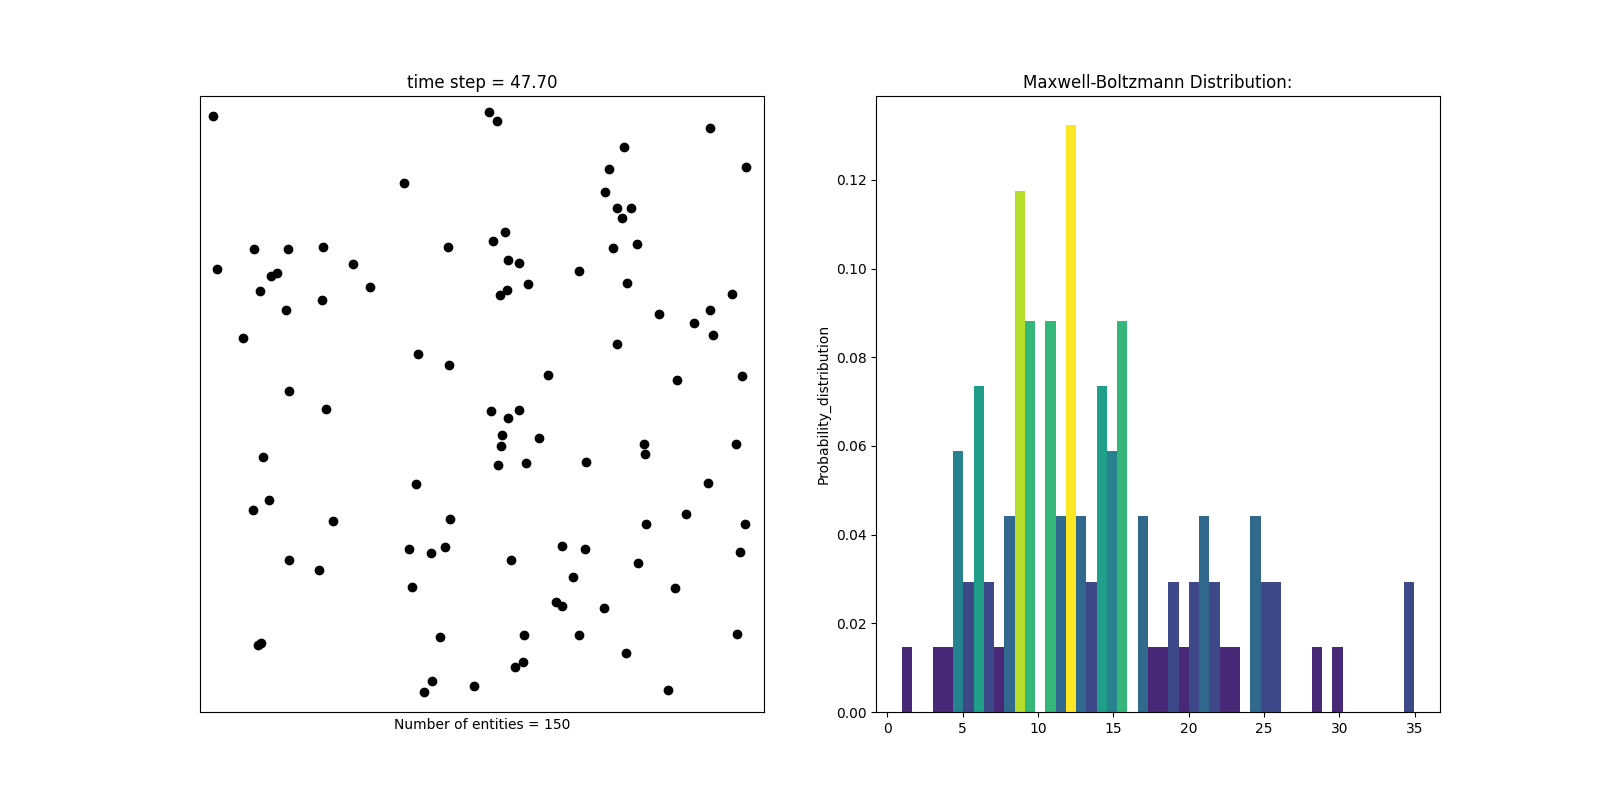 time step = 47.70
Number of entities = 150
Maxwell-Boltzmann Distribution:
Probability_distribution
0.12
0.10
0.08
0.06
0.04
0.02
0.00
0 5 10 15 20 25 30 35